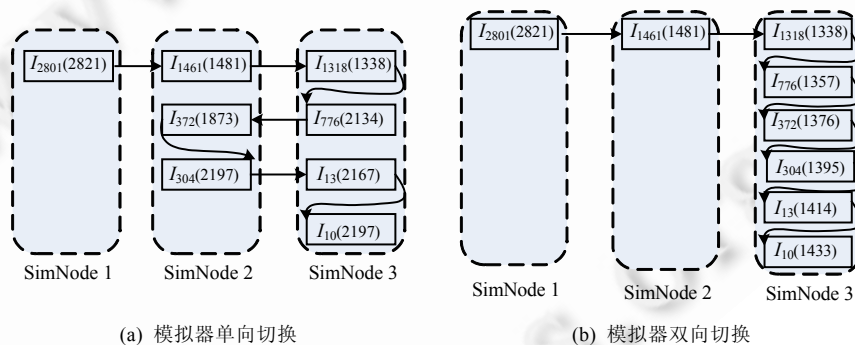 I2801(2821) I1461(1481) I1318(1338)
I372(1873) I776(2134)
I304(2197) I13(2167)
I10(2197)
SimNode 1 SimNode 2 SimNode 3
(a) 模拟器单向切换
I2801(2821) I1461(1481) I1318(1338)
I776(1357)
I372(1376)
I304(1395)
I13(1414)
I10(1433)
SimNode 1 SimNode 2 SimNode 3
(b) 模拟器双向切换